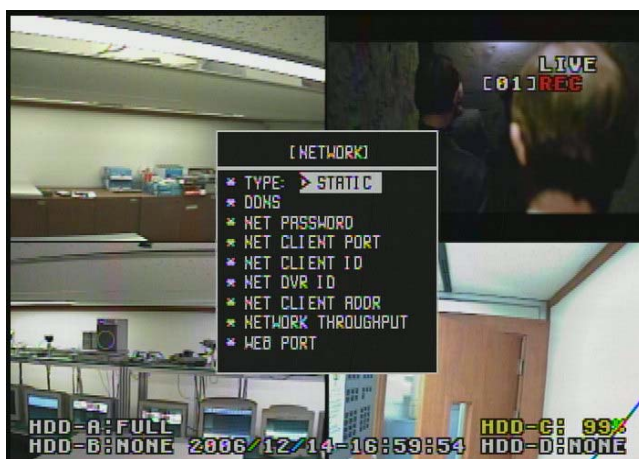 LIVE
[01]REC
[NETWORK]
* TYPE: STATIC
* DDNS
* NET PASSWORD
* NET CLIENT PORT
* NET CLIENT ID
* NET DVR ID
* NET CLIENT ADDR
* NETWORK THROUGHPUT
* WEB PORT
HDD-A:FULL HDD-C: 99%
HDD-B:NONE 2006/12/14-16:59:54 HDD-D:NONE